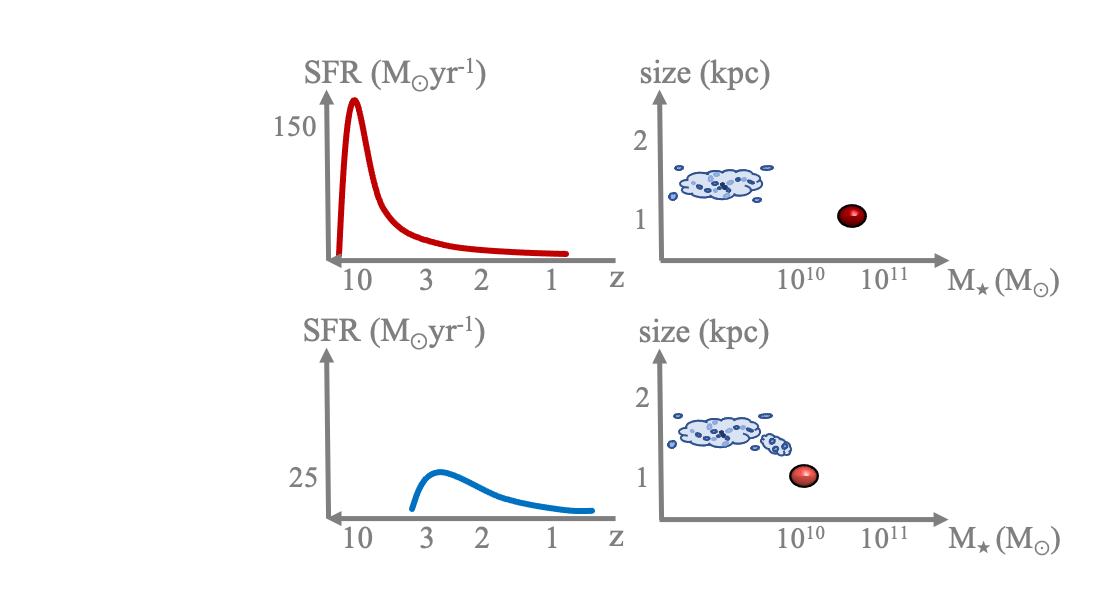 SFR (M⊙yr⁻¹)
150
10 3 2 1 z
size (kpc)
2
1
10¹⁰ 10¹¹ M★(M⊙)
SFR (M⊙yr⁻¹)
25
10 3 2 1 z
size (kpc)
2
1
10¹⁰ 10¹¹ M★(M⊙)